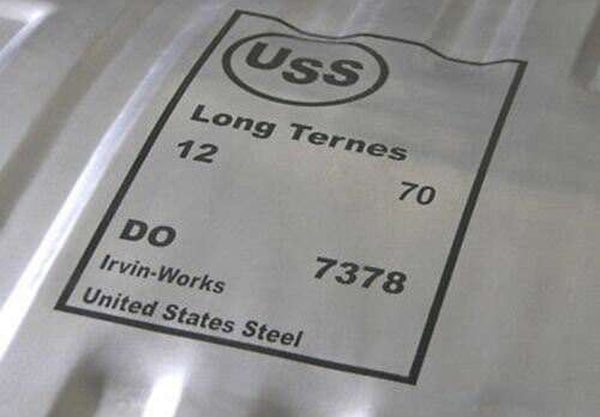 USS
Long Ternes
12 70
DO 7378
Irvin-Works
United States Steel